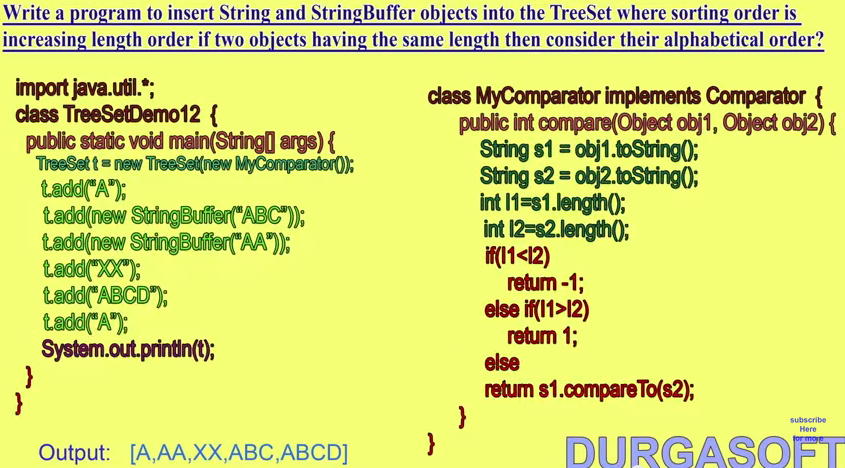 Write a program to insert String and StringBuffer objects into the TreeSet where sorting order is
increasing length order if two objects having the same length then consider their alphabetical order?
import java.util.*;
class TreeSetDemo12 {
public static void main(String[] args) {
TreeSet t = new TreeSet(new MyComparator());
t.add(“A”);
t.add(new StringBuffer(“ABC”));
t.add(new StringBuffer(“AA”));
t.add(“XX”);
t.add(“ABCD”);
t.add(“A”);
System.out.println(t);
}
}
Output: [A,AA,XX,ABC,ABCD]
class MyComparator implements Comparator {
public int compare(Object obj1, Object obj2) {
String s1 = obj1.toString();
String s2 = obj2.toString();
int l1=s1.length();
int l2=s2.length();
if(l1<l2)
return -1;
else if(l1>l2)
return 1;
else
return s1.compareTo(s2);
}
}
subscribe
Here
for more
DURGASOFT